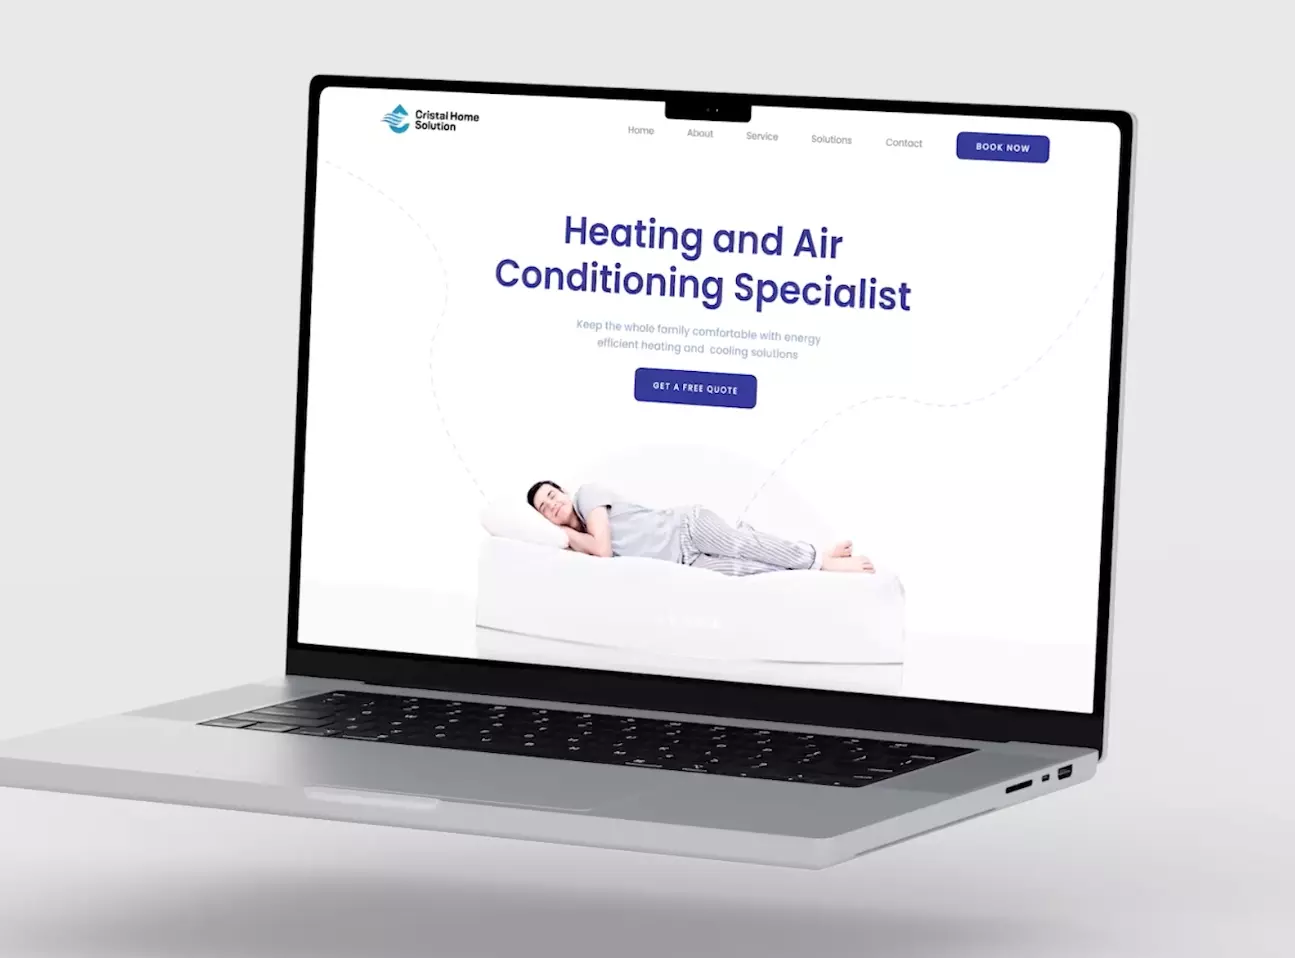 Cristal Home
Solution
Home
About
Service
Solutions
Contact
BOOK NOW
Heating and Air
Conditioning Specialist
Keep the whole family comfortable with energy
efficient heating and cooling solutions
GET A FREE QUOTE